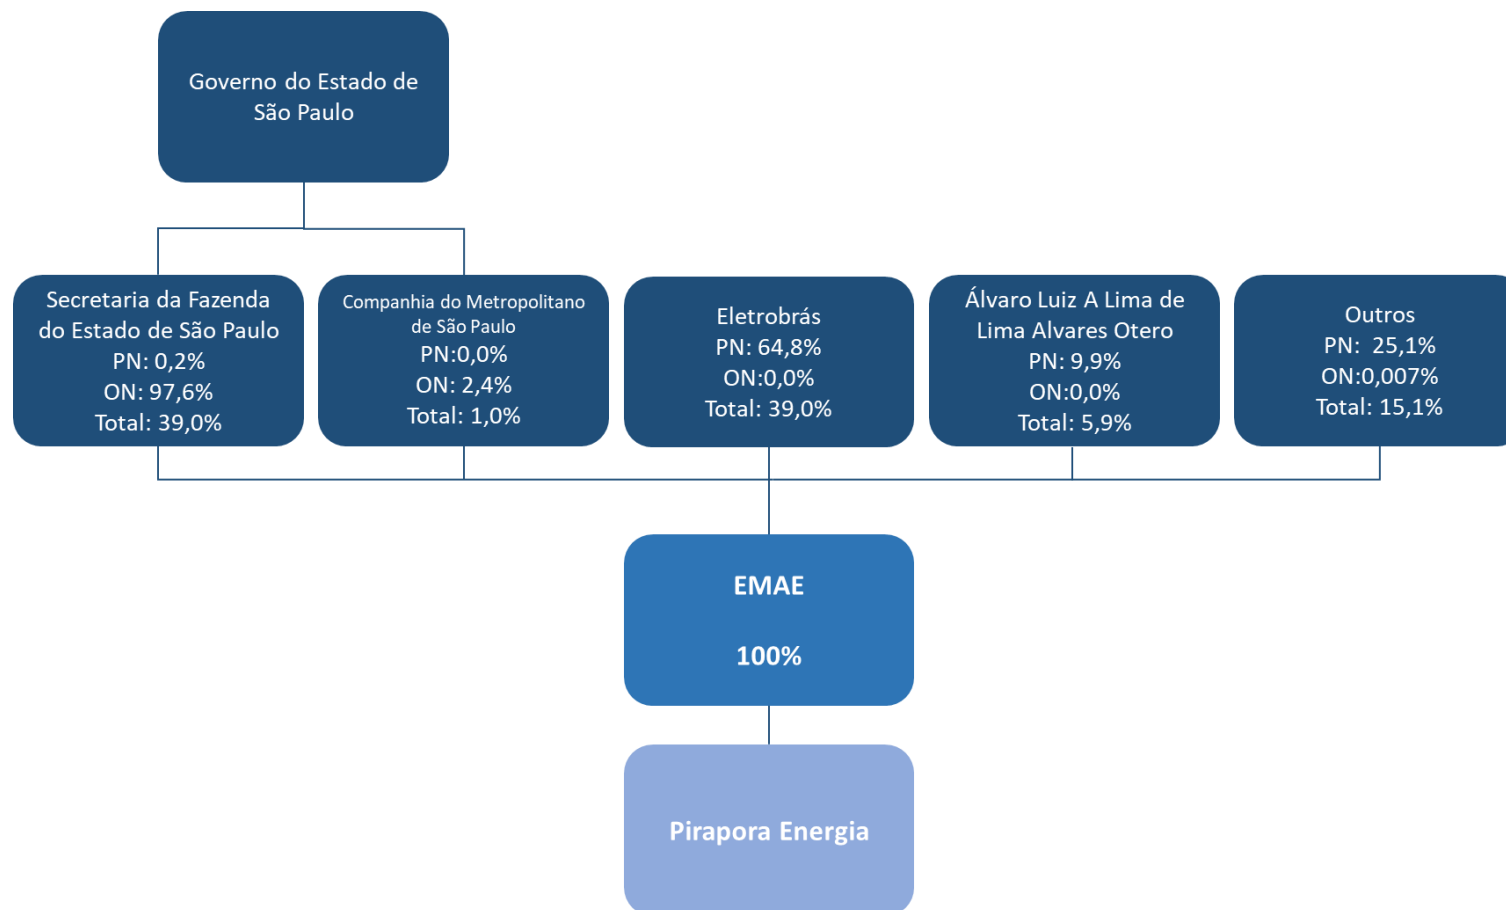 Governo do Estado de
São Paulo
Secretaria da Fazenda
do Estado de São Paulo
PN: 0,2%
ON: 97,6%
Total: 39,0%
Companhia do Metropolitano
de São Paulo
PN:0,0%
ON: 2,4%
Total: 1,0%
Eletrobrás
PN: 64,8%
ON:0,0%
Total: 39,0%
Álvaro Luiz A Lima de
Lima Alvares Otero
PN: 9,9%
ON:0,0%
Total: 5,9%
Outros
PN:  25,1%
ON:0,007%
Total: 15,1%
EMAE
100%
Pirapora Energia